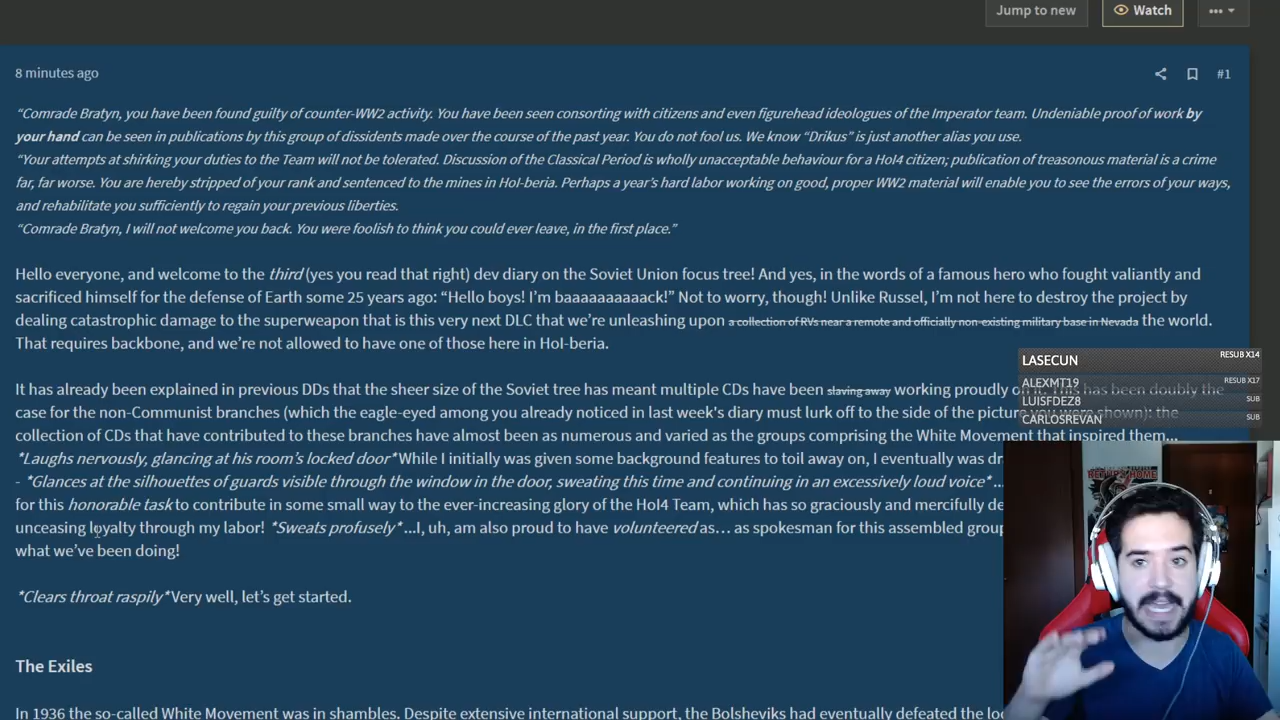 Jump to new
Watch
8 minutes ago
#1
“Comrade Bratyn, you have been found guilty of counter-WW2 activity. You have been seen consorting with citizens and even figurehead ideologues of the Imperator team. Undeniable proof of work by
your hand can be seen in publications by this group of dissidents made over the course of the past year. You do not fool us. We know “Drikus” is just another alias you use.
“Your attempts at shirking your duties to the Team will not be tolerated. Discussion of the Classical Period is wholly unacceptable behaviour for a HoI4 citizen; publication of treasonous material is a crime
far, far worse. You are hereby stripped of your rank and sentenced to the mines in HoI-beria. Perhaps a year’s hard labor working on good, proper WW2 material will enable you to see the errors of your ways,
and rehabilitate you sufficiently to regain your previous liberties.
“Comrade Bratyn, I will not welcome you back. You were foolish to think you could ever leave, in the first place.”
Hello everyone, and welcome to the third (yes you read that right) dev diary on the Soviet Union focus tree! And yes, in the words of a famous hero who fought valiantly and
sacrificed himself for the defense of Earth some 25 years ago: “Hello boys! I’m baaaaaaaaack!” Not to worry, though! Unlike Russel, I’m not here to destroy the project by
dealing catastrophic damage to the superweapon that is this very next DLC that we’re unleashing upon a collection of RVs near a remote and officially non-existing military base in Nevada the world.
That requires backbone, and we’re not allowed to have one of those here in HoI-beria.
It has already been explained in previous DDs that the sheer size of the Soviet tree has meant multiple CDs have been slaving away working proudly on it. This has been doubly the
case for the non-Communist branches (which the eagle-eyed among you already noticed in last week’s diary must lurk off to the side of the picture you were shown): the
collection of CDs that have contributed to these branches have almost been as numerous and varied as the groups comprising the White Movement that inspired them...
*Laughs nervously, glancing at his room’s locked door* While I initially was given some background features to toil away on, I eventually was
- *Glances at the silhouettes of guards visible through the window in the door, sweating this time and continuing in an excessively loud voice* ...
for this honorable task to contribute in some small way to the ever-increasing glory of the HoI4 Team, which has so graciously and mercifully
unceasing loyalty through my labor! *Sweats profusely* ...I, uh, am also proud to have volunteered as… as spokesman for this assembled
what we’ve been doing!
*Clears throat raspily* Very well, let’s get started.
The Exiles
In 1936 the so-called White Movement was in shambles. Despite extensive international support, the Bolsheviks had eventually defeated the
LASECUN RESUB X14
ALEXMT19 RESUB X17
LUISFDEZ8 SUB
CARLOSREVAN SUB